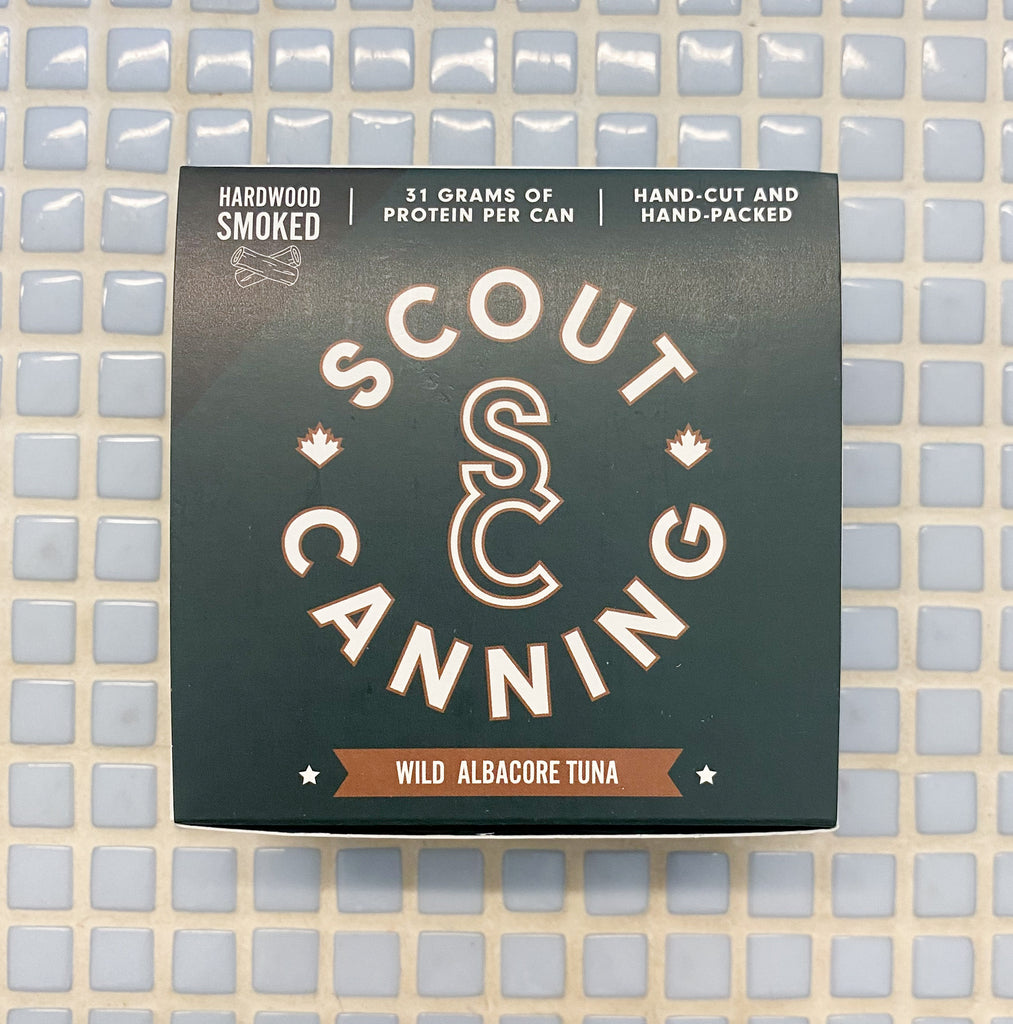 HARDWOOD
SMOKED
31 GRAMS OF
PROTEIN PER CAN
HAND-CUT AND
HAND-PACKED
SCOUT
SC
CANNING
WILD ALBACORE TUNA